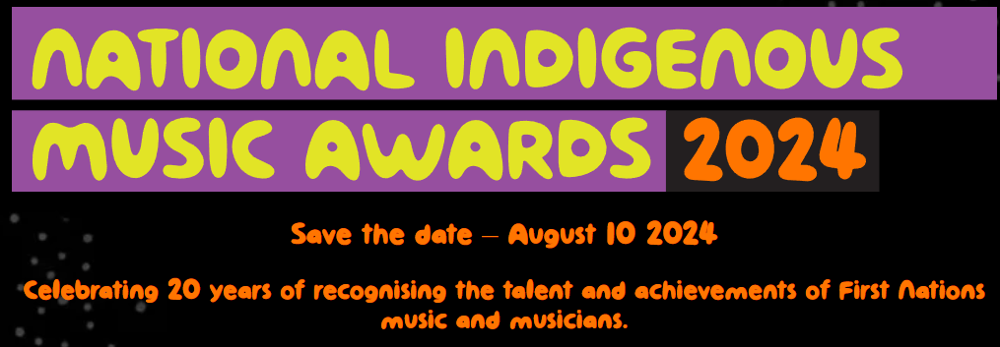 NATIONAL INDIGENOUS
MUSIC AWARDS 2024
Save the date – August 10 2024
Celebrating 20 years of recognising the talent and achievements of First Nations
music and musicians.